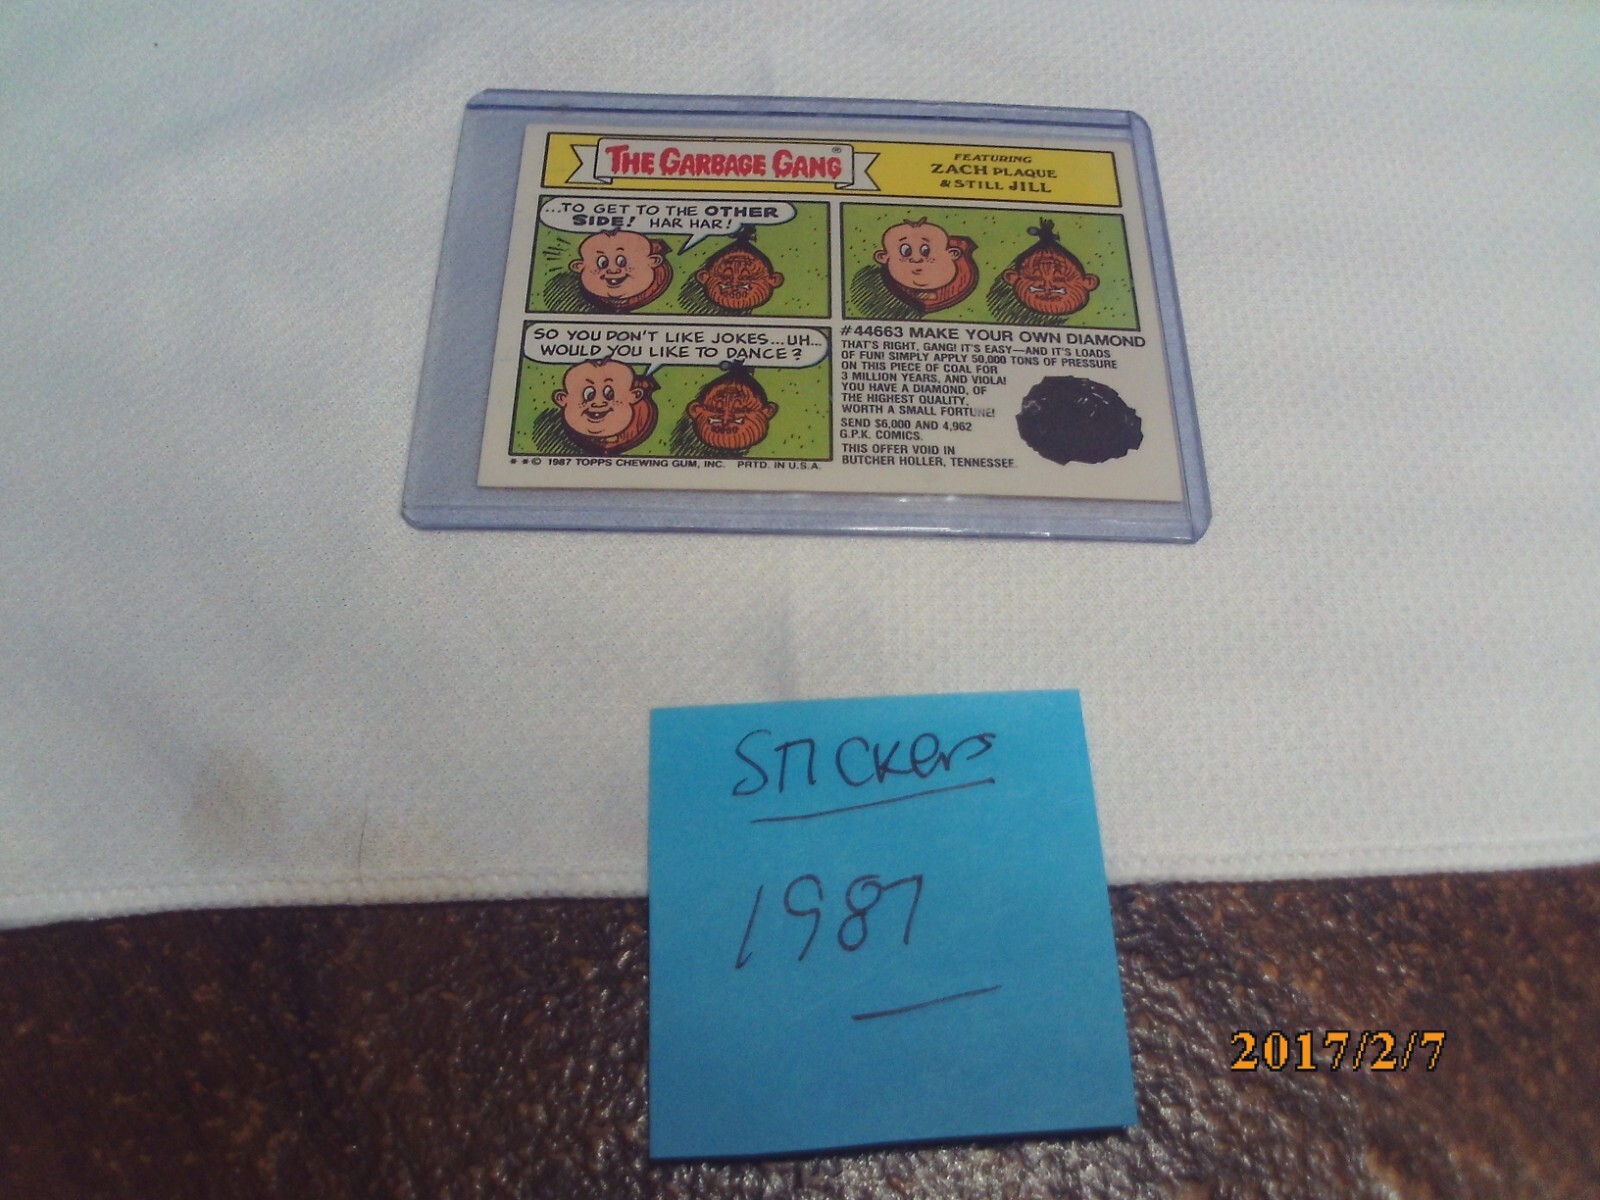 THE GARBAGE GANG®
FEATURING
ZACH PLAQUE
& STILL JILL
...TO GET TO THE OTHER
SIDE! HAR HAR!
SO YOU DON'T LIKE JOKES...UH...
WOULD YOU LIKE TO DANCE?
* * © 1987 TOPPS CHEWING GUM, INC. PRTD. IN U.S.A.
#44663 MAKE YOUR OWN DIAMOND
THAT'S RIGHT, GANG! IT'S EASY—AND IT'S LOADS
OF FUN! SIMPLY APPLY 50,000 TONS OF PRESSURE
ON THIS PIECE OF COAL FOR
3 MILLION YEARS, AND VIOLA!
YOU HAVE A DIAMOND, OF
THE HIGHEST QUALITY,
WORTH A SMALL FORTUNE!
SEND $6,000 AND 4,962
G.P.K. COMICS.
THIS OFFER VOID IN
BUTCHER HOLLER, TENNESSEE.
STICKERS
1987
2017/2/7